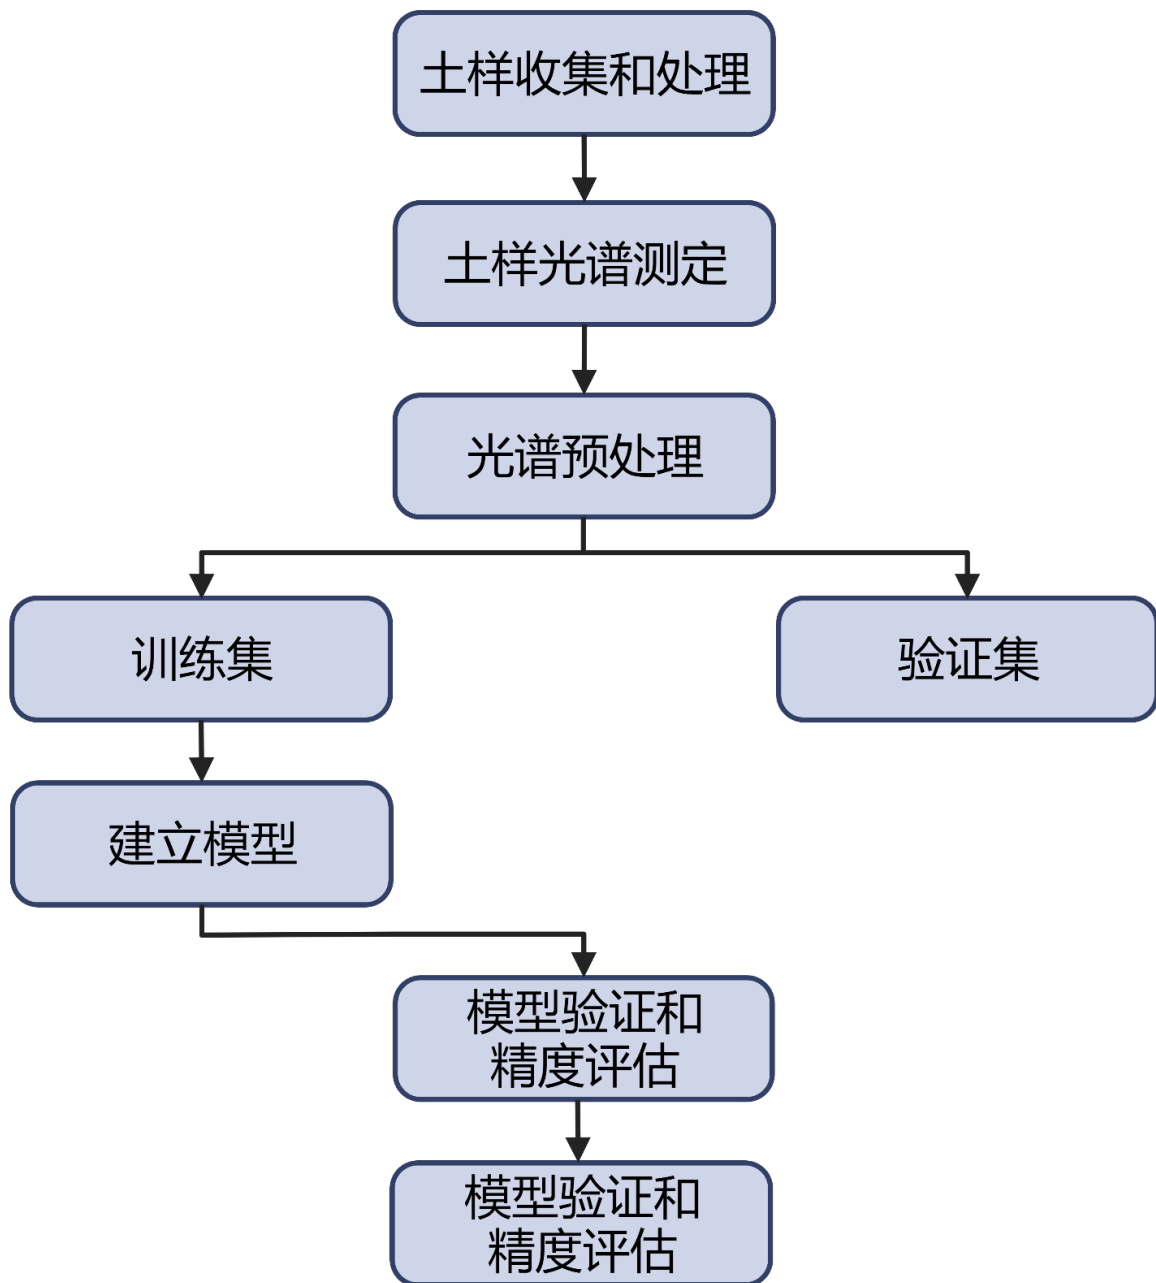 土样收集和处理
土样光谱测定
光谱预处理
训练集
验证集
建立模型
模型验证和
精度评估
模型验证和
精度评估